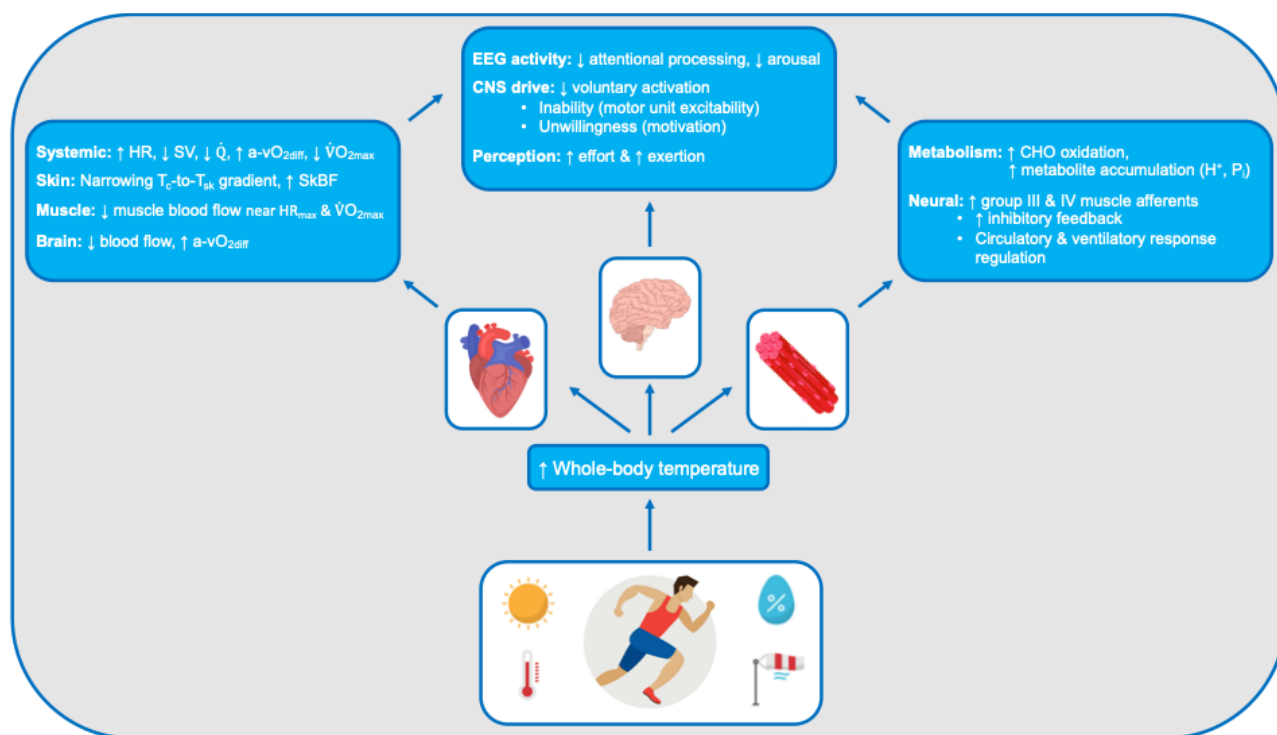 EEG activity: ↓ attentional processing, ↓ arousal
CNS drive: ↓ voluntary activation
• Inability (motor unit excitability)
• Unwillingness (motivation)
Perception: ↑ effort & ↑ exertion
Systemic: ↑ HR, ↓ SV, ↓ Q̇, ↑ a-vO₂diff, ↓ V̇O₂max
Skin: Narrowing Tc-to-Tsk gradient, ↑ SkBF
Muscle: ↓ muscle blood flow near HRmax & V̇O₂max
Brain: ↓ blood flow, ↑ a-vO₂diff
Metabolism: ↑ CHO oxidation,
↑ metabolite accumulation (H⁺, Pᵢ)
Neural: ↑ group III & IV muscle afferents
• ↑ inhibitory feedback
• Circulatory & ventilatory response
regulation
↑ Whole-body temperature
%